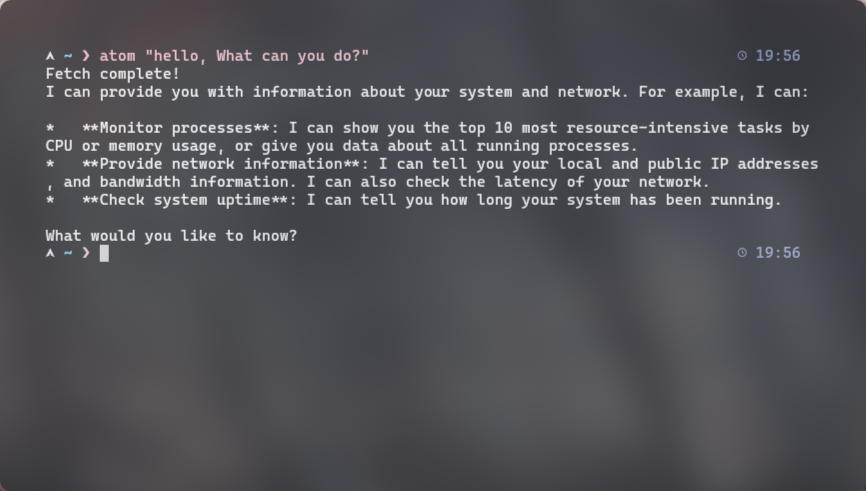 ~ ❯ atom "hello, What can you do?" 19:56
Fetch complete!
I can provide you with information about your system and network. For example, I can:
*   **Monitor processes**: I can show you the top 10 most resource-intensive tasks by
CPU or memory usage, or give you data about all running processes.
*   **Provide network information**: I can tell you your local and public IP addresses
, and bandwidth information. I can also check the latency of your network.
*   **Check system uptime**: I can tell you how long your system has been running.
What would you like to know?
~ ❯ 19:56